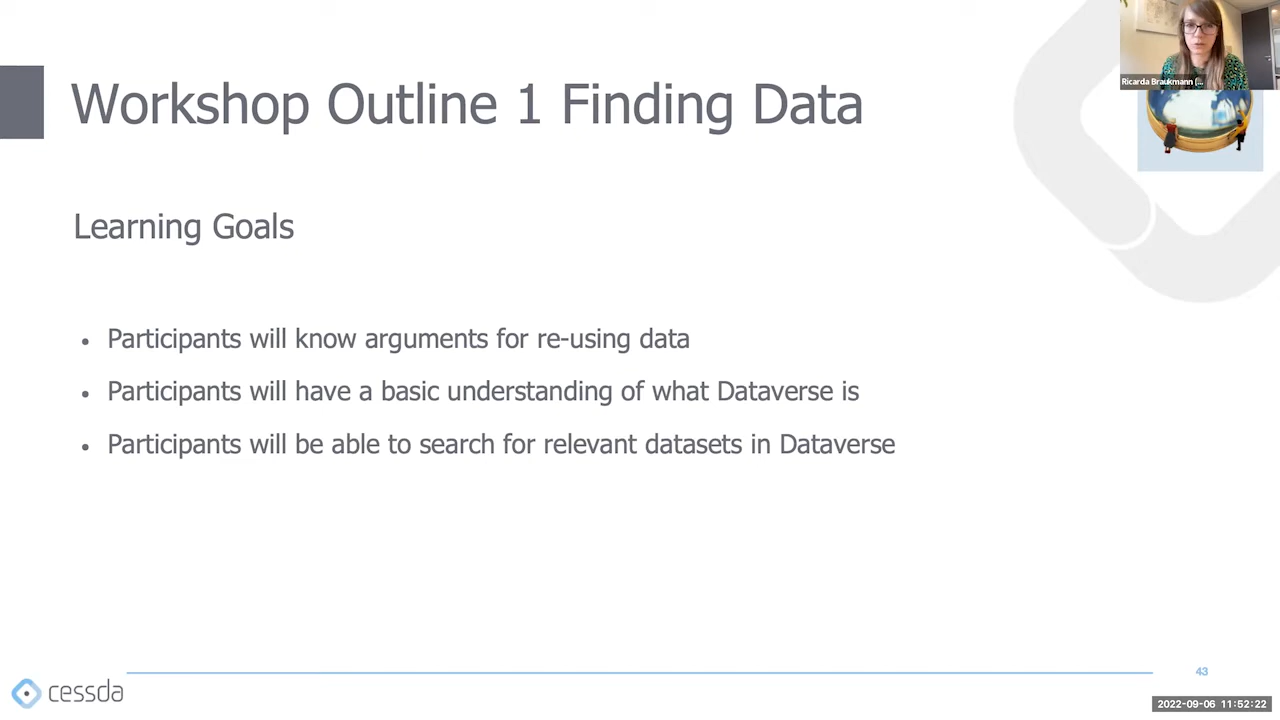 Ricarda Braukmann (...
Workshop Outline 1 Finding Data
Learning Goals
• Participants will know arguments for re-using data
• Participants will have a basic understanding of what Dataverse is
• Participants will be able to search for relevant datasets in Dataverse
43
cessda
2022-09-06 11:52:22